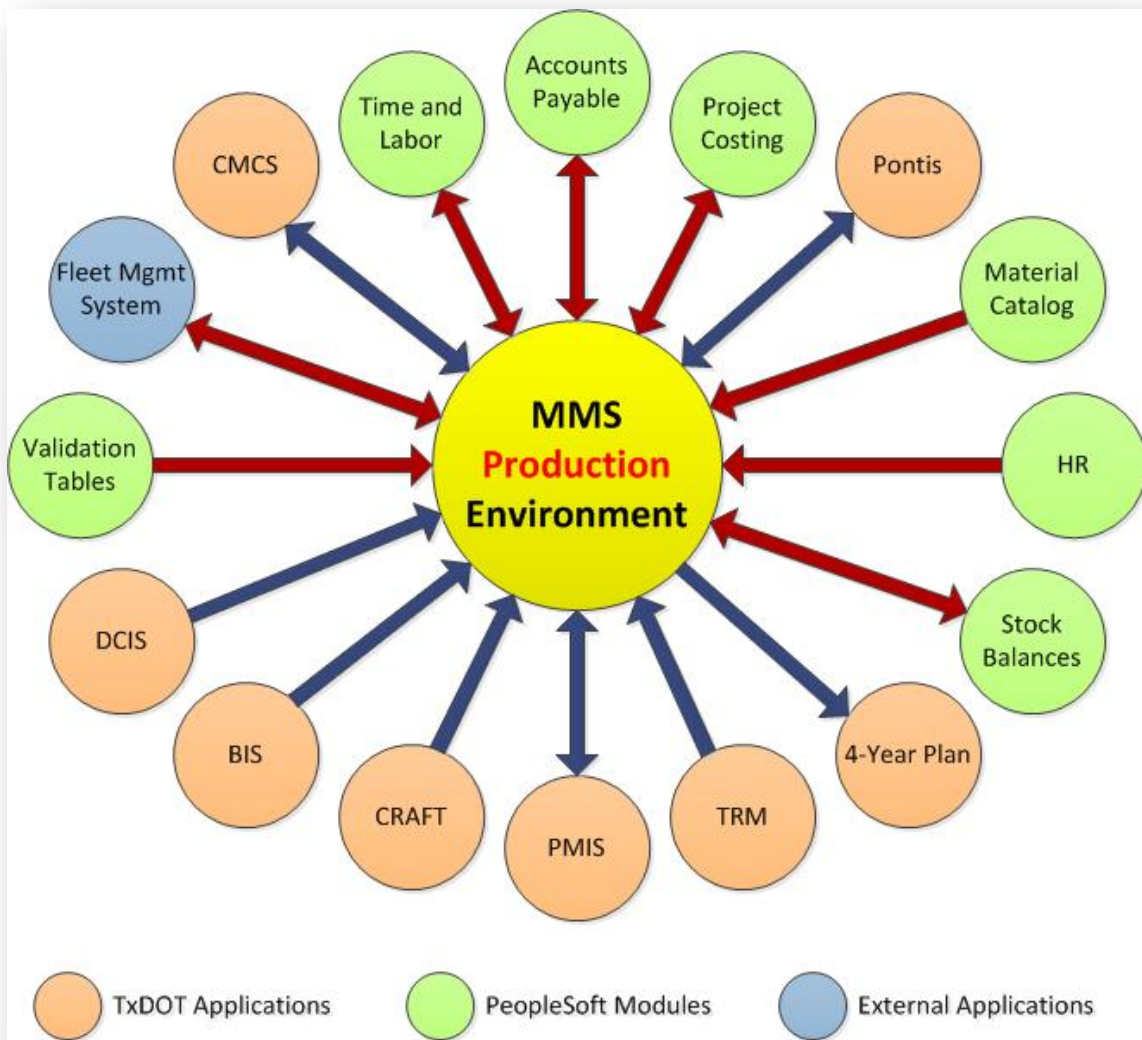 Accounts
Payable
Time and
Labor
Project
Costing
CMCS
Pontis
Fleet Mgmt
System
Material
Catalog
MMS
Production
Environment
Validation
Tables
HR
DCIS
Stock
Balances
BIS
4-Year Plan
CRAFT
PMIS
TRM
TxDOT Applications
PeopleSoft Modules
External Applications